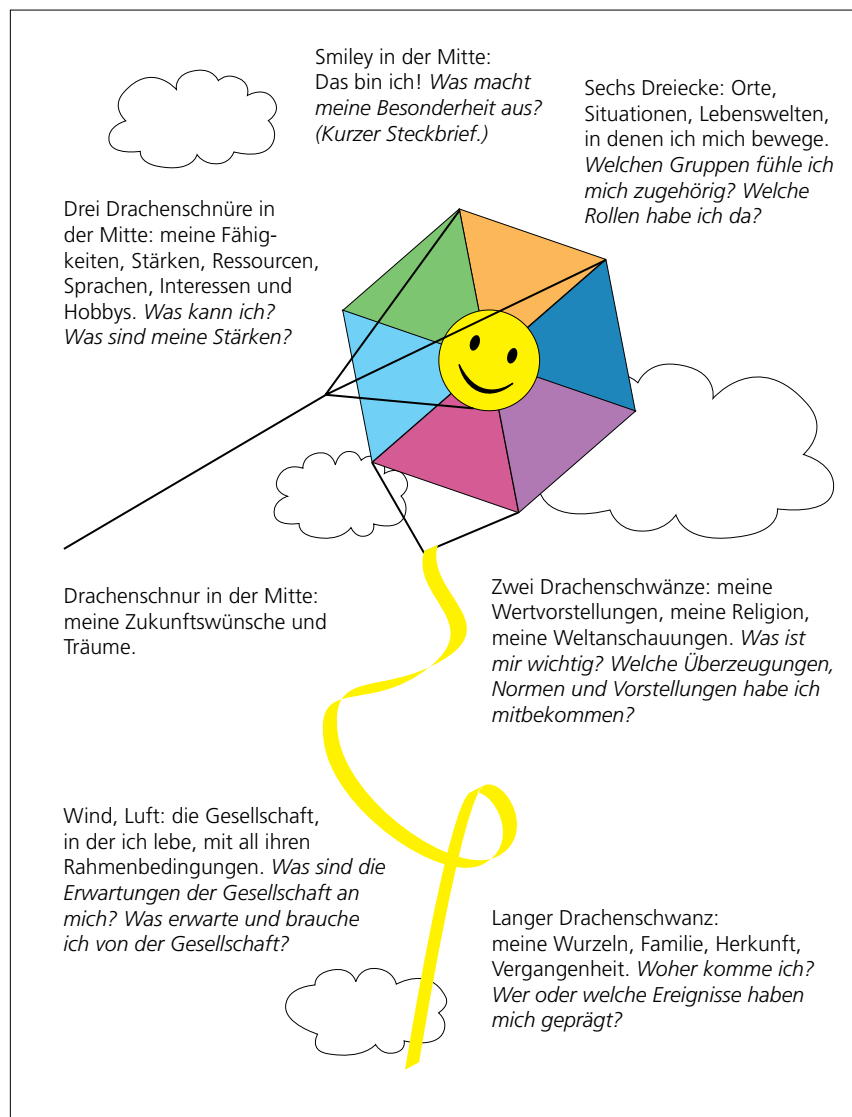 Smiley in der Mitte:
Das bin ich! Was macht
meine Besonderheit aus?
(Kurzer Steckbrief.)
Sechs Dreiecke: Orte,
Situationen, Lebenswelten,
in denen ich mich bewege.
Welchen Gruppen fühle ich
mich zugehörig? Welche
Rollen habe ich da?
Drei Drachenschnüre in
der Mitte: meine Fähig-
keiten, Stärken, Ressourcen,
Sprachen, Interessen und
Hobbys. Was kann ich?
Was sind meine Stärken?
Drachenschnur in der Mitte:
meine Zukunftswünsche und
Träume.
Zwei Drachenschwänze: meine
Wertvorstellungen, meine Religion,
meine Weltanschauungen. Was ist
mir wichtig? Welche Überzeugungen,
Normen und Vorstellungen habe ich
mitbekommen?
Wind, Luft: die Gesellschaft,
in der ich lebe, mit all ihren
Rahmenbedingungen. Was sind die
Erwartungen der Gesellschaft an
mich? Was erwarte und brauche
ich von der Gesellschaft?
Langer Drachenschwanz:
meine Wurzeln, Familie, Herkunft,
Vergangenheit. Woher komme ich?
Wer oder welche Ereignisse haben
mich geprägt?